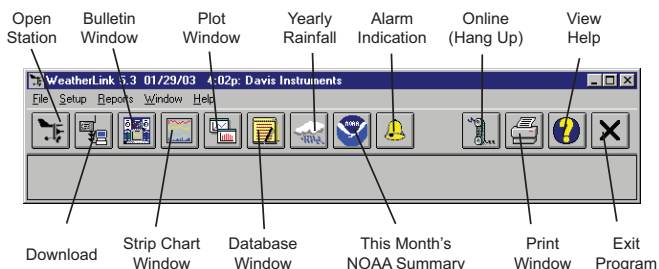 Open Station
Bulletin Window
Plot Window
Yearly Rainfall
Alarm Indication
Online (Hang Up)
View Help
WeatherLink 5.3 01/29/03 4:02p: Davis Instruments
File Setup Reports Window Help
NOAA
Download
Strip Chart Window
Database Window
This Month's NOAA Summary
Print Window
Exit Program